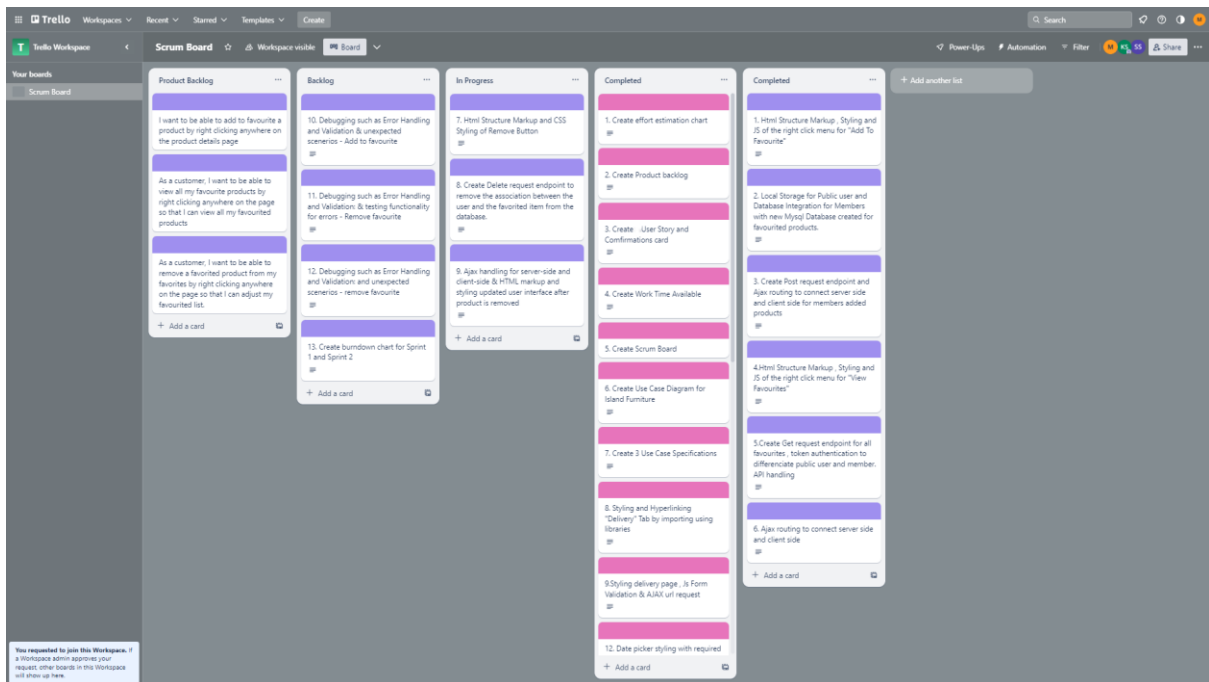 Trello
Workspaces
Recent
Starred
Templates
Create
Search
M
T
Trello Workspace
Scrum Board
Workspace visible
Board
Power-Ups
Automation
Filter
M
KS
SS
Share
Your boards
Scrum Board
Product Backlog
I want to be able to add to favourite a
product by right clicking anywhere on
the product details page
As a customer, I want to be able to
view all my favourite products by
right clicking anywhere on the page
so that I can view all my favourited
products
As a customer, I want to be able to
remove a favorited product from my
favorites by right clicking anywhere
on the page so that I can adjust my
favourited list.
+ Add a card
Backlog
10. Debugging such as Error Handling
and Validation & unexpected
scenerios - Add to favourite
11. Debugging such as Error Handling
and Validation: & testing functionality
for errors - Remove favourite
12. Debugging such as Error Handling
and Validation: and unexpected
scenerios - remove favourite
13. Create burndown chart for Sprint
1 and Sprint 2
+ Add a card
In Progress
7. Html Structure Markup and CSS
Styling of Remove Button
8. Create Delete request endpoint to
remove the association between the
user and the favorited item from the
database.
9. Ajax handling for server-side and
client-side & HTML markup and
styling updated user interface after
product is removed
+ Add a card
Completed
1. Create effort estimation chart
2. Create Product backlog
3. Create .User Story and
Comfirmations card
4. Create Work Time Available
5. Create Scrum Board
6. Create Use Case Diagram for
Island Furniture
7. Create 3 Use Case Specifications
8. Styling and Hyperlinking
"Delivery" Tab by importing using
libraries
9.Styling delivery page , Js Form
Validation & AJAX url request
12. Date picker styling with required
+ Add a card
Completed
1. Html Structure Markup , Styling and
JS of the right click menu for "Add To
Favourite"
2. Local Storage for Public user and
Database Integration for Members
with new Mysql Database created for
favourited products.
3. Create Post request endpoint and
Ajax routing to connect server side
and client side for members added
products
4.Html Structure Markup , Styling and
JS of the right click menu for "View
Favourites"
5.Create Get request endpoint for all
favourites , token authentication to
differenciate public user and member.
API handling
6. Ajax routing to connect server side
and client side
+ Add a card
+ Add another list
You requested to join this Workspace. If
a Workspace admin approves your
request, other boards in this Workspace
will show up here.